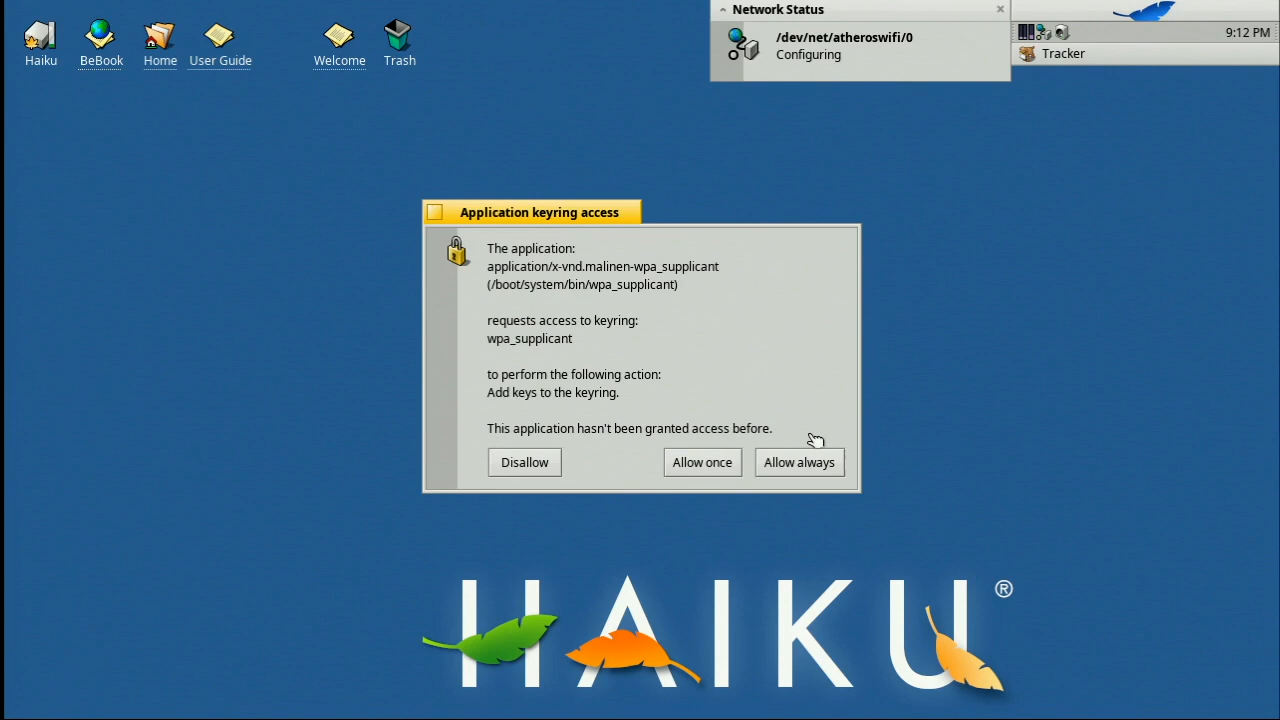 Network Status
/dev/net/atheroswifi/0
Configuring
9:12 PM
Tracker
Haiku
BeBook
Home
User Guide
Welcome
Trash
Application keyring access
The application:
application/x-vnd.malinen-wpa_supplicant
(/boot/system/bin/wpa_supplicant)
requests access to keyring:
wpa_supplicant
to perform the following action:
Add keys to the keyring.
This application hasn't been granted access before.
Disallow
Allow once
Allow always
HAIKU®